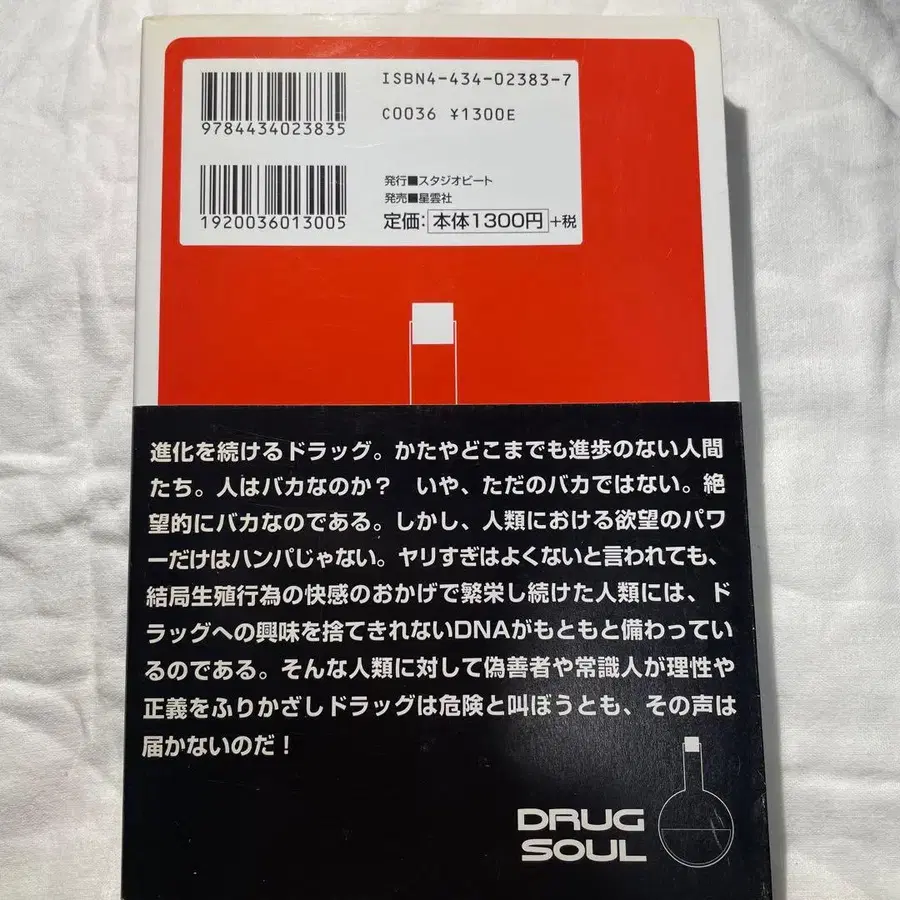 ISBN4-434-02383-7
9784434023835
C0036 ¥1300E
1920036013005
発行■スタジオビート
発売■星雲社
定価：本体1300円+税
進化を続けるドラッグ。かたやどこまでも進歩のない人間
たち。人はバカなのか？　いや、ただのバカではない。絶
望的にバカなのである。しかし、人類における欲望のパワ
ーだけはハンパじゃない。ヤリすぎはよくないと言われても、
結局生殖行為の快感のおかげで繁栄し続けた人類には、ド
ラッグへの興味を捨てきれないDNAがもともと備わってい
るのである。そんな人類に対して偽善者や常識人が理性や
正義をふりかざしドラッグは危険と叫ぼうとも、その声は
届かないのだ！
DRUG
SOUL